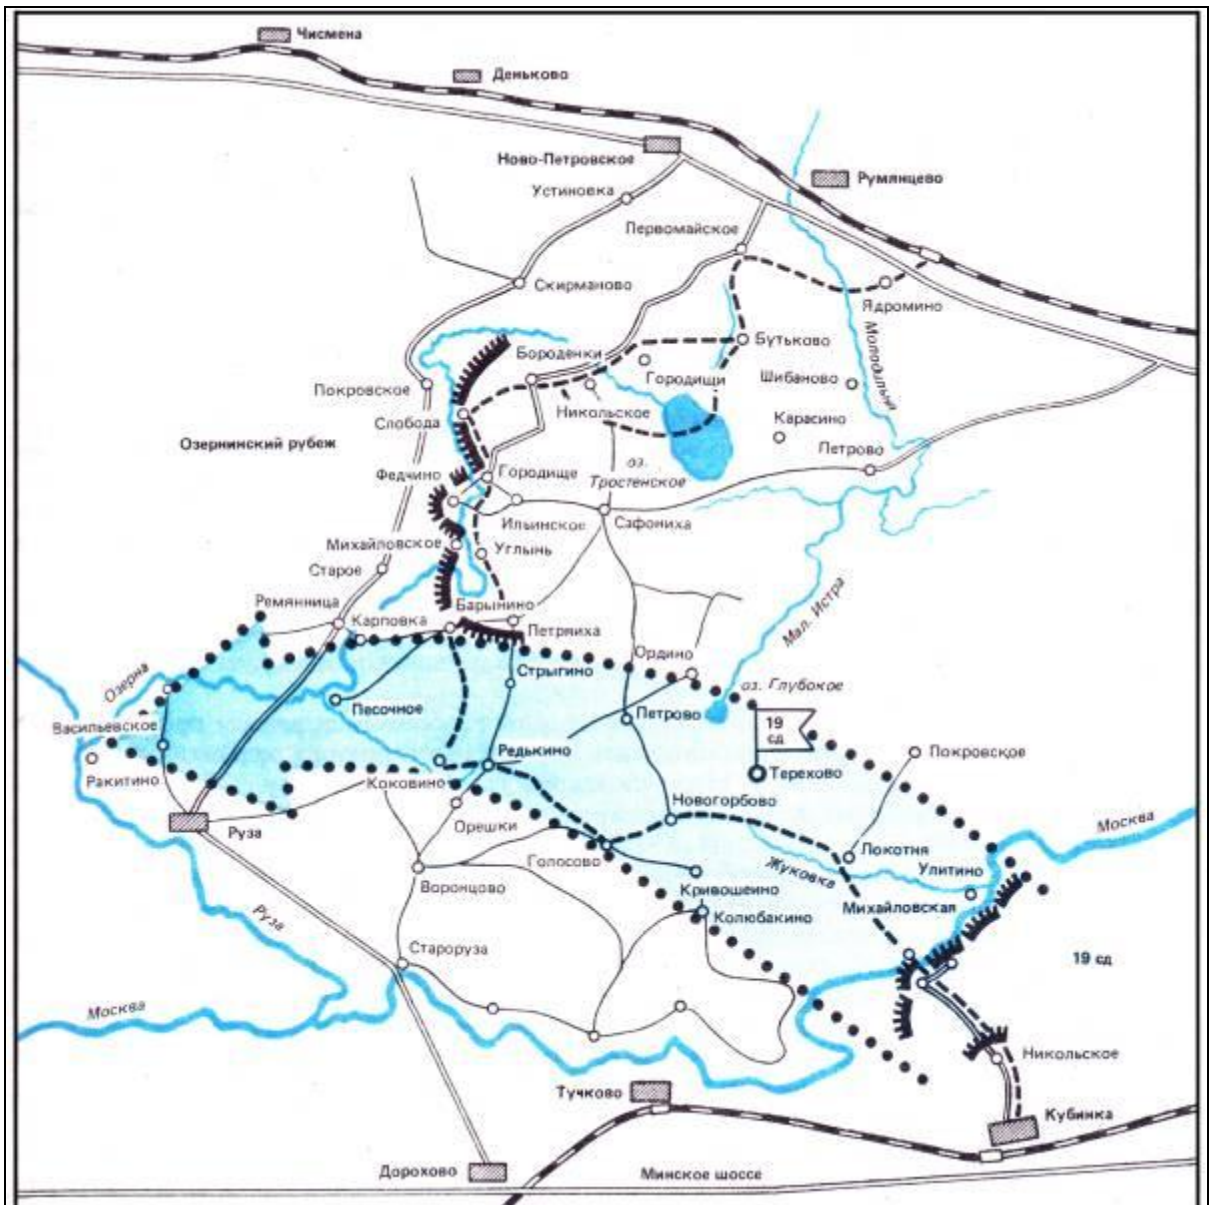 Чисмена
Деньково
Ново-Петровское
Румянцево
Устиновка
Первомайское
Скирманово
Ядромино
Бутьково
Молодильня
Бороденки
Городищи
Шибаново
Покровское
Никольское
Карасино
Слобода
Озернинский рубеж
Петрово
Федчино
Городище
оз.
Тростенское
Ильинское
Сафониха
Михайловское
Углынь
Старое
Мал. Истра
Ремянница
Барынино
Карповка
Петряиха
Ордино
Озерна
Стрыгино
оз. Глубокое
Песочное
Петрово
19
сд
Васильевское
Редькино
Покровское
Терехово
Ракитино
Коковино
Новогорбово
Москва
Руза
Орешки
Голосово
Локотня
Улитино
Жуковка
Воронцово
Кривошеино
Михайловская
Колюбакино
Руза
Староруза
19 сд
Москва
Никольское
Тучково
Кубинка
Дорохово
Минское шоссе